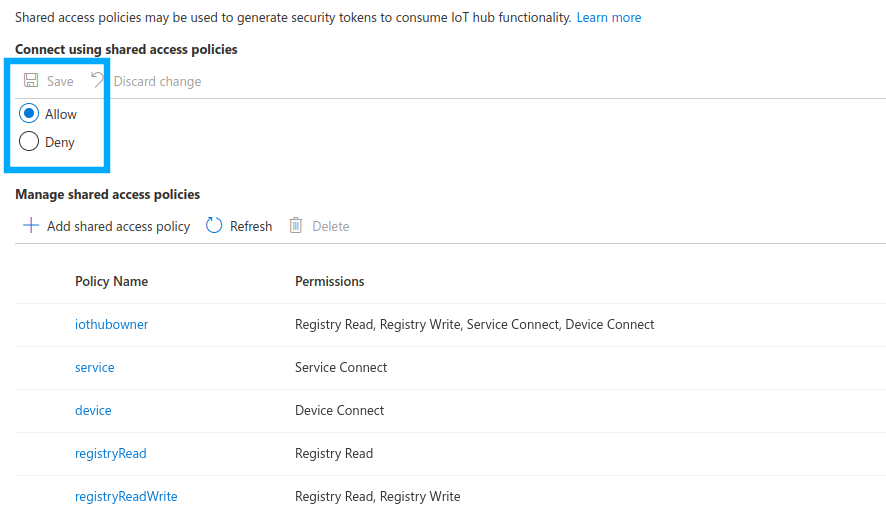 Shared access policies may be used to generate security tokens to consume IoT hub functionality. Learn more
Connect using shared access policies
Save Discard change
Allow
Deny
Manage shared access policies
Add shared access policy Refresh Delete
Policy Name Permissions
iothubowner Registry Read, Registry Write, Service Connect, Device Connect
service Service Connect
device Device Connect
registryRead Registry Read
registryReadWrite Registry Read, Registry Write